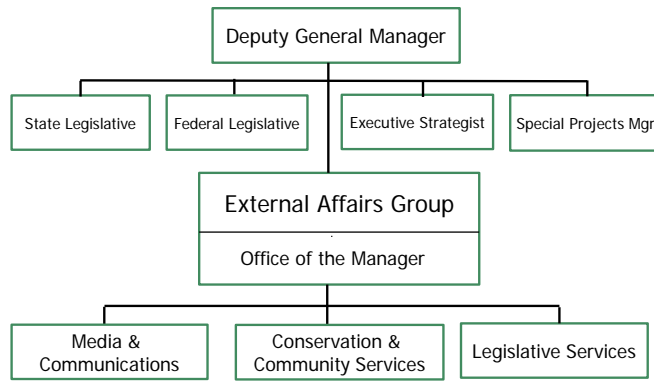 Deputy General Manager
State Legislative
Federal Legislative
Executive Strategist
Special Projects Mgr
External Affairs Group
Office of the Manager
Media &
Communications
Conservation &
Community Services
Legislative Services